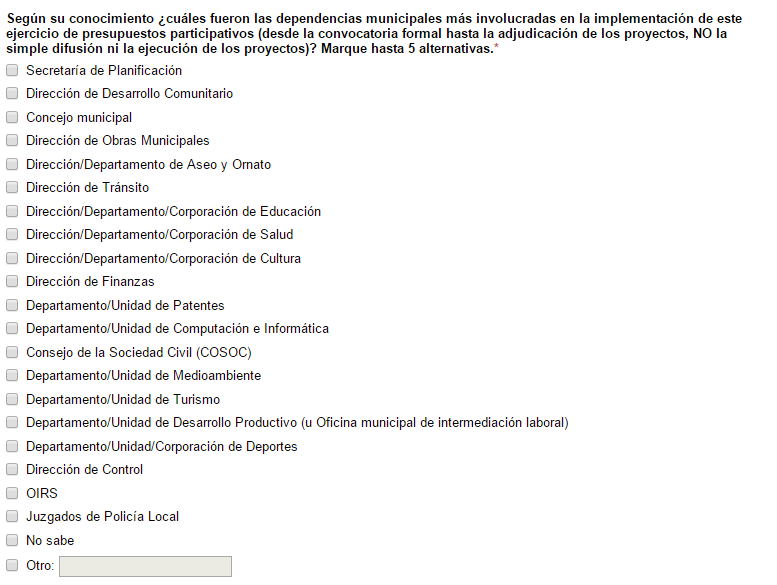 Según su conocimiento ¿cuáles fueron las dependencias municipales más involucradas en la implementación de este
ejercicio de presupuestos participativos (desde la convocatoria formal hasta la adjudicación de los proyectos, NO la
simple difusión ni la ejecución de los proyectos)? Marque hasta 5 alternativas.*
Secretaría de Planificación
Dirección de Desarrollo Comunitario
Concejo municipal
Dirección de Obras Municipales
Dirección/Departamento de Aseo y Ornato
Dirección de Tránsito
Dirección/Departamento/Corporación de Educación
Dirección/Departamento/Corporación de Salud
Dirección/Departamento/Corporación de Cultura
Dirección de Finanzas
Departamento/Unidad de Patentes
Departamento/Unidad de Computación e Informática
Consejo de la Sociedad Civil (COSOC)
Departamento/Unidad de Medioambiente
Departamento/Unidad de Turismo
Departamento/Unidad de Desarrollo Productivo (u Oficina municipal de intermediación laboral)
Departamento/Unidad/Corporación de Deportes
Dirección de Control
OIRS
Juzgados de Policía Local
No sabe
Otro: